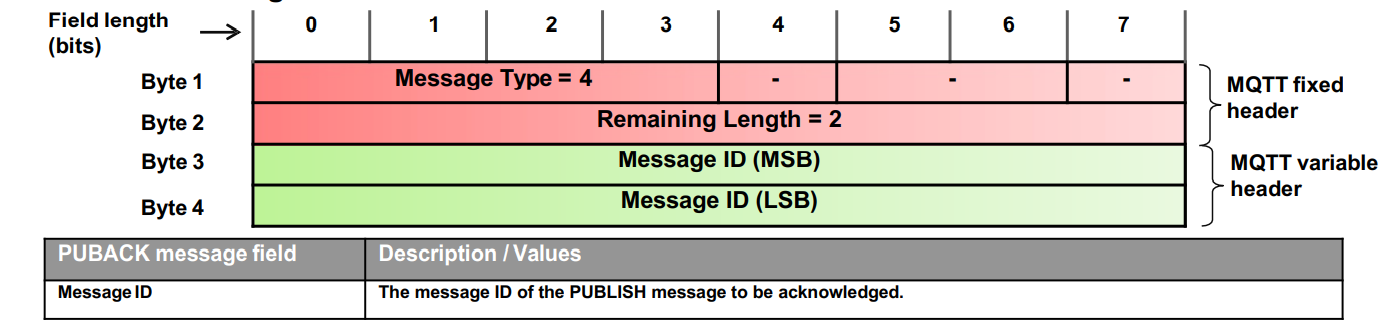 Field length (bits) 0 1 2 3 4 5 6 7
Byte 1 Message Type = 4 - - - MQTT fixed header
Byte 2 Remaining Length = 2
Byte 3 Message ID (MSB) MQTT variable header
Byte 4 Message ID (LSB)
PUBACK message field Description / Values
Message ID The message ID of the PUBLISH message to be acknowledged.